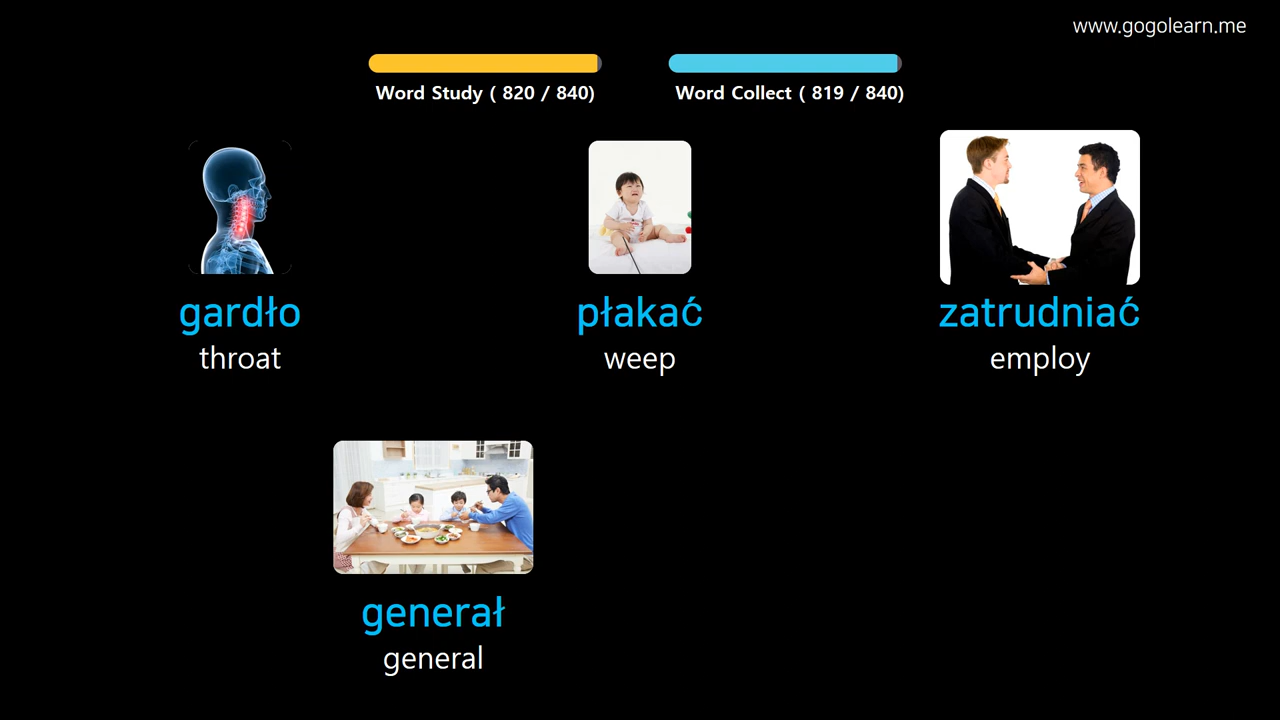 www.gogolearn.me
Word Study ( 820 / 840)
Word Collect ( 819 / 840)
gardło
throat
płakać
weep
zatrudniać
employ
generał
general